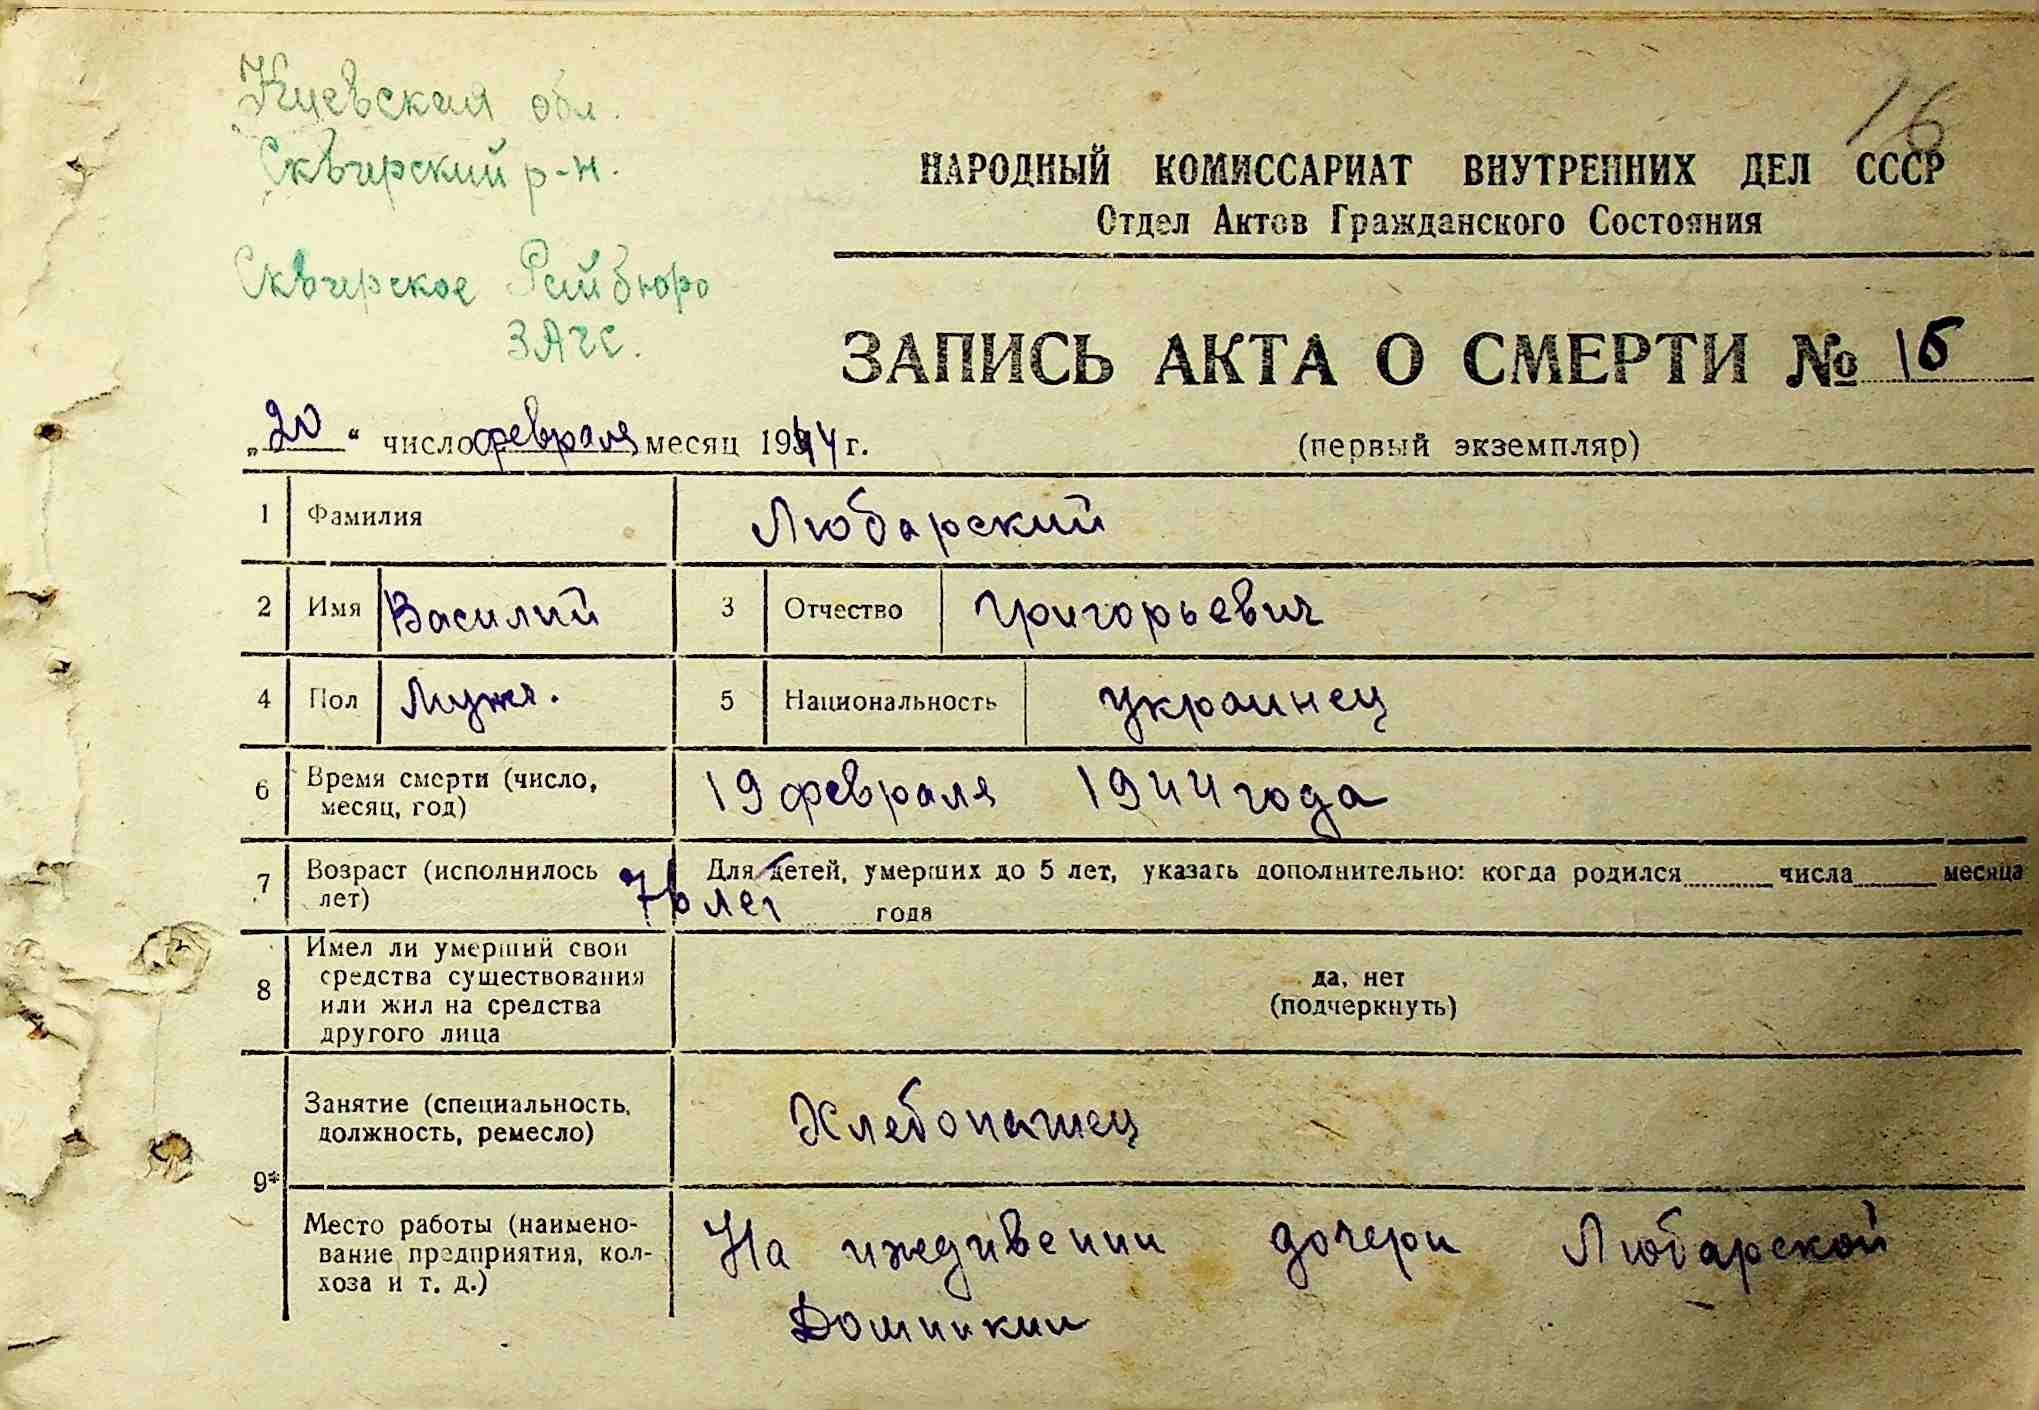 16
Киевская обл.
Сквирский р-н.
Сквирское Райбюро
ЗАГС.
НАРОДНЫЙ КОМИССАРИАТ ВНУТРЕННИХ ДЕЛ СССР
Отдел Актов Гражданского Состояния
ЗАПИСЬ АКТА О СМЕРТИ № 16
„20“ число февраля месяц 1944 г.
(первый экземпляр)
1 Фамилия Любарский
2 Имя Василий 3 Отчество Григорьевич
4 Пол Мужч. 5 Национальность украинец
6 Время смерти (число, месяц, год) 19 февраля 1944 года
7 Возраст (исполнилось лет) 76 лет Для детей, умерших до 5 лет, указать дополнительно: когда родился числа месяца
года
8 Имел ли умерший свои
средства существования
или жил на средства
другого лица
да, нет
(подчеркнуть)
9*
Занятие (специальность,
должность, ремесло)
Хлебопашец
Место работы (наимено-
вание предприятия, кол-
хоза и т. д.)
На иждивении дочери Любарской
Домникии